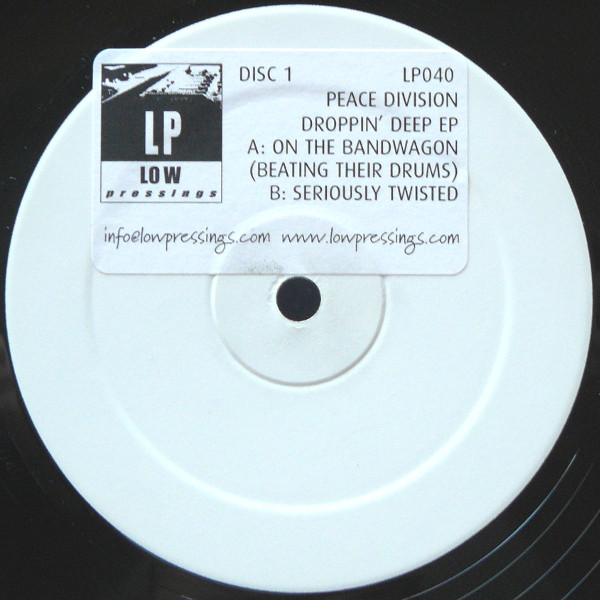 DISC 1 LP040
PEACE DIVISION
DROPPIN' DEEP EP
A: ON THE BANDWAGON
(BEATING THEIR DRUMS)
B: SERIOUSLY TWISTED
LP
LOW
pressings
info@lowpressings.com www.lowpressings.com